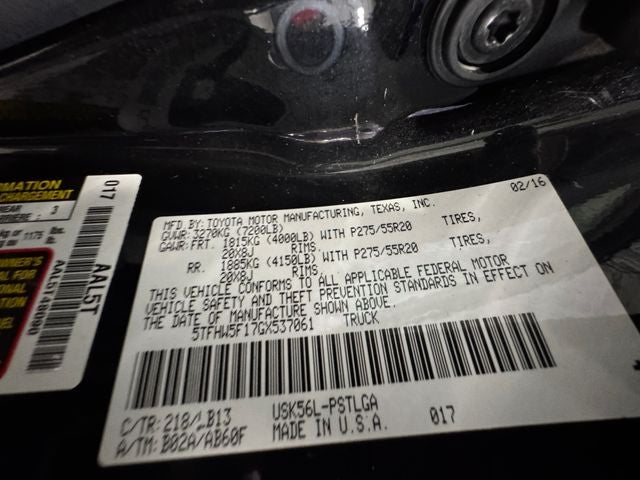 MFD BY: TOYOTA MOTOR MANUFACTURING, TEXAS, INC. 02/16
GVWR: 3270KG (7200LB)
GAWR: FRT. 1815KG (4000LB) WITH P275/55R20 TIRES,
20X8J RIMS.
RR. 1885KG (4150LB) WITH P275/55R20 TIRES,
20X8J RIMS.
THIS VEHICLE CONFORMS TO ALL APPLICABLE FEDERAL MOTOR
VEHICLE SAFETY AND THEFT PREVENTION STANDARDS IN EFFECT ON
THE DATE OF MANUFACTURE SHOWN ABOVE.
5TFHW5F17GX537061 TRUCK
C/TR: 218/ B13 USK56L-PSTLGA
A/TM: B02A/AB60F MADE IN U.S.A. 017
017
AAL5T
3
1175